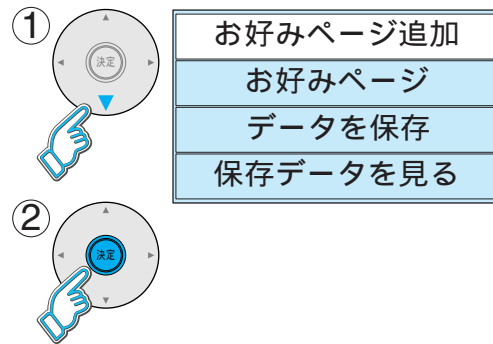 ①
決定
お好みページ追加
お好みページ
データを保存
保存データを見る
②
決定